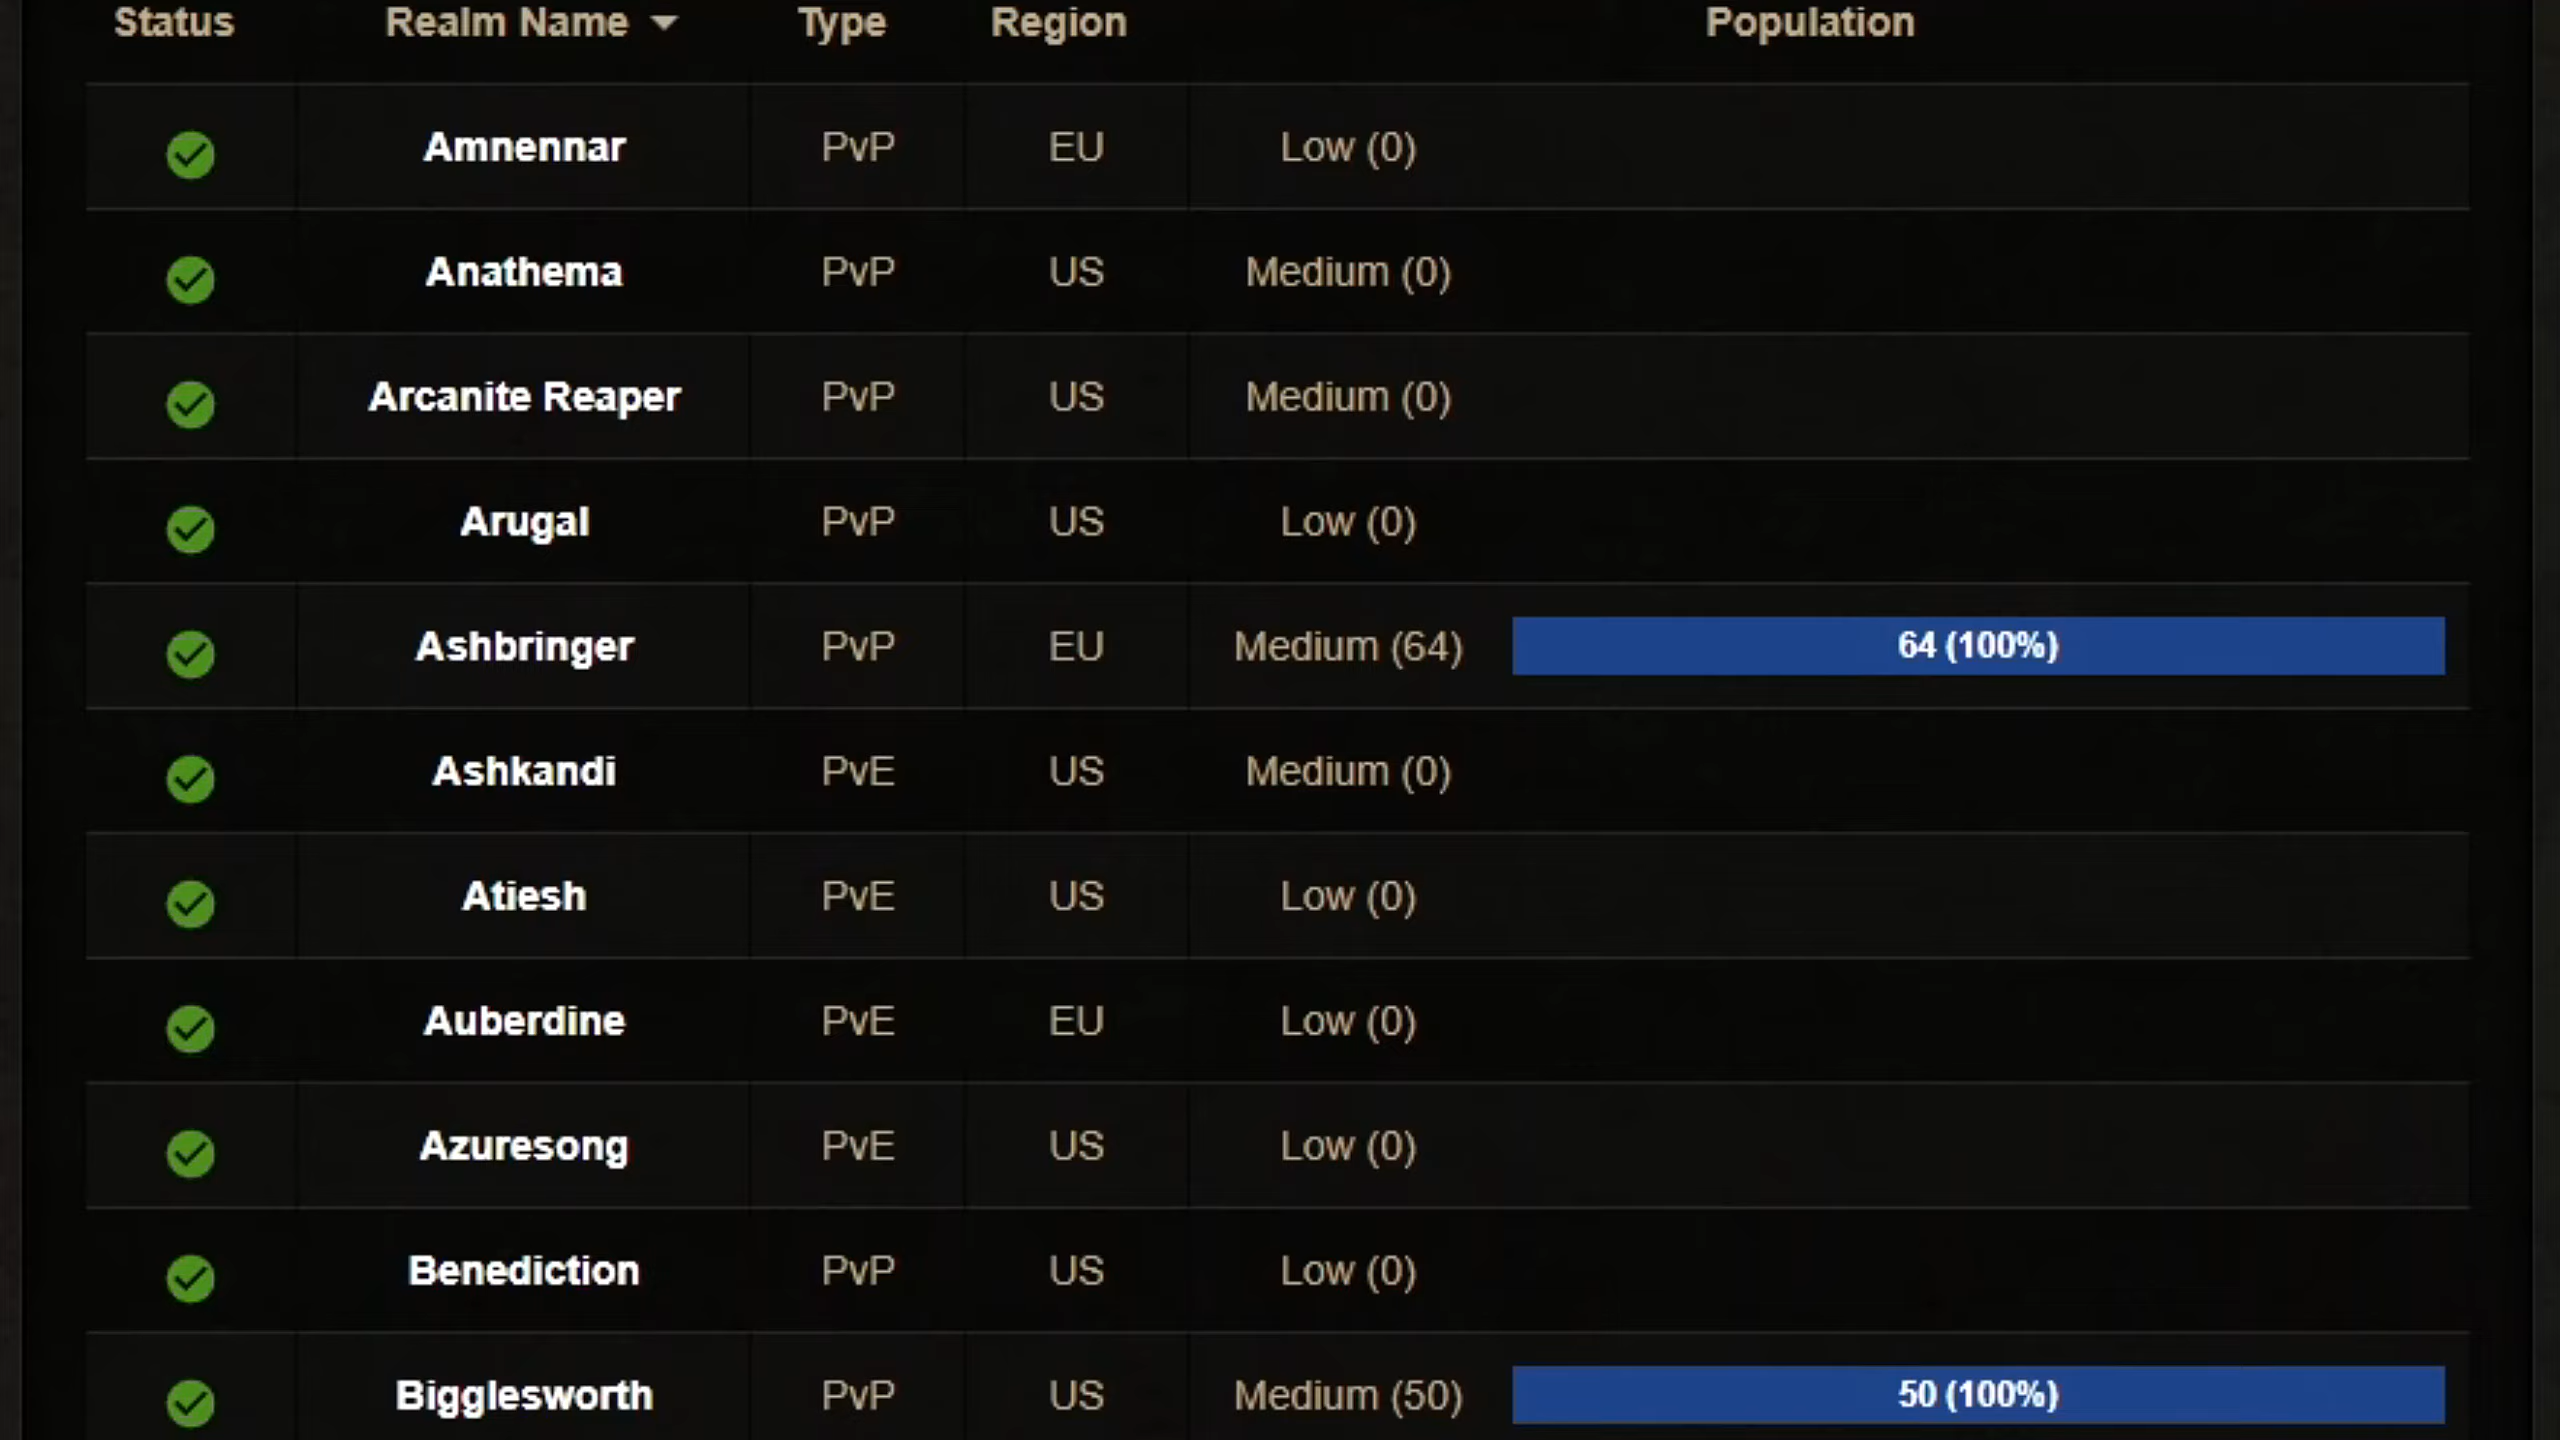 Status Realm Name Type Region Population
Amnennar PvP EU Low (0)
Anathema PvP US Medium (0)
Arcanite Reaper PvP US Medium (0)
Arugal PvP US Low (0)
Ashbringer PvP EU Medium (64) 64 (100%)
Ashkandi PvE US Medium (0)
Atiesh PvE US Low (0)
Auberdine PvE EU Low (0)
Azuresong PvE US Low (0)
Benediction PvP US Low (0)
Bigglesworth PvP US Medium (50) 50 (100%)